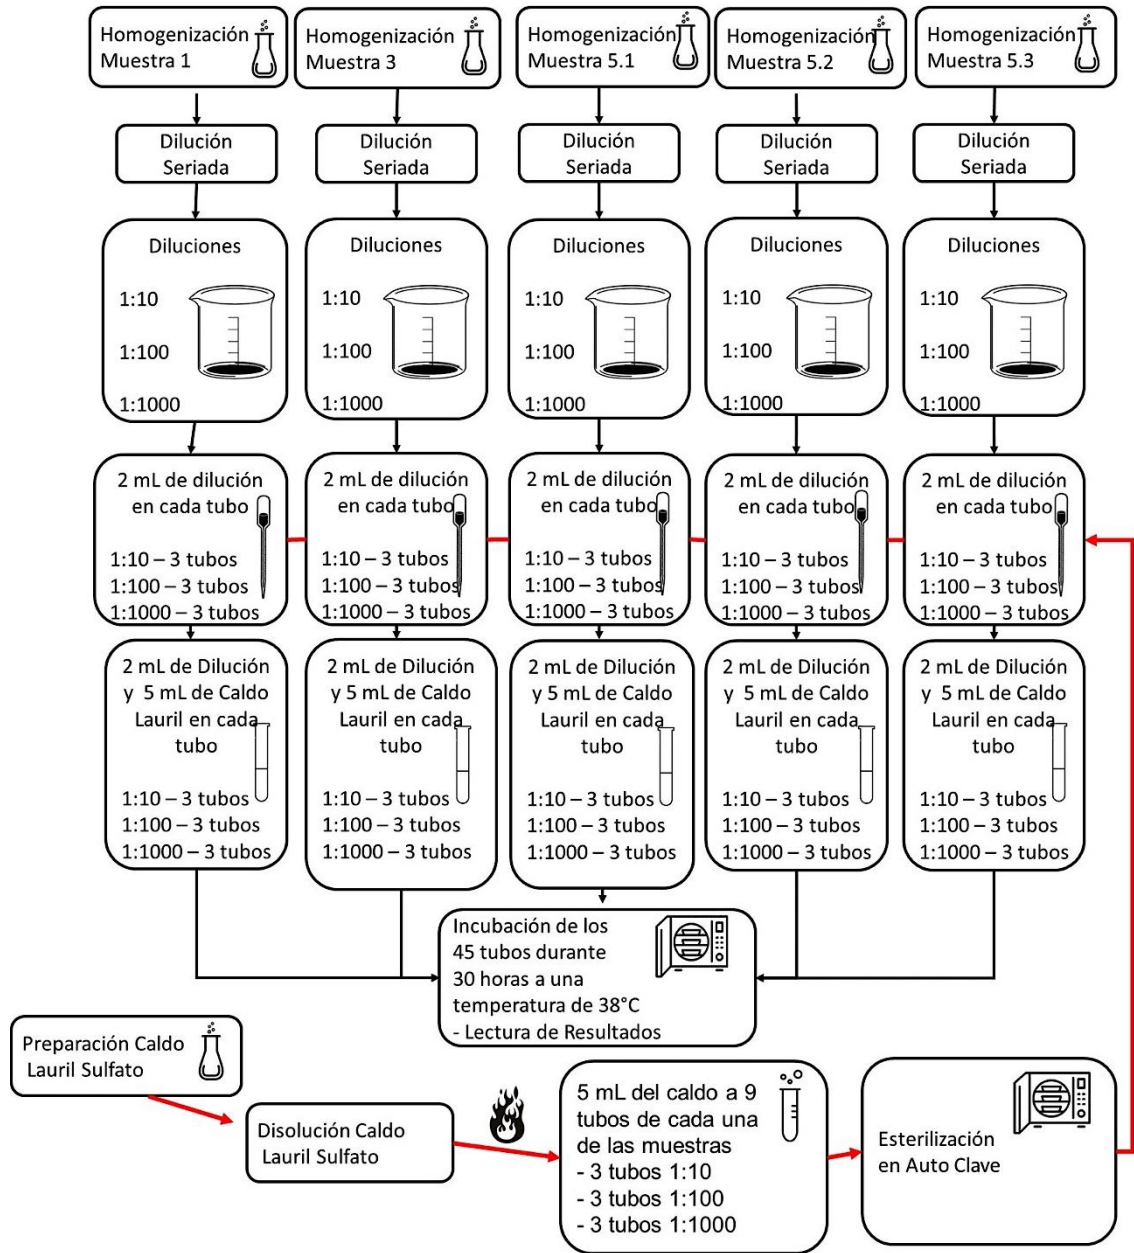 Homogenización
Muestra 1
Homogenización
Muestra 3
Homogenización
Muestra 5.1
Homogenización
Muestra 5.2
Homogenización
Muestra 5.3
Dilución
Seriada
Dilución
Seriada
Dilución
Seriada
Dilución
Seriada
Dilución
Seriada
Diluciones
1:10
1:100
1:1000
Diluciones
1:10
1:100
1:1000
Diluciones
1:10
1:100
1:1000
Diluciones
1:10
1:100
1:1000
Diluciones
1:10
1:100
1:1000
2 mL de dilución
en cada tubo
1:10 – 3 tubos
1:100 – 3 tubos
1:1000 – 3 tubos
2 mL de dilución
en cada tubo
1:10 – 3 tubos
1:100 – 3 tubos
1:1000 – 3 tubos
2 mL de dilución
en cada tubo
1:10 – 3 tubos
1:100 – 3 tubos
1:1000 – 3 tubos
2 mL de dilución
en cada tubo
1:10 – 3 tubos
1:100 – 3 tubos
1:1000 – 3 tubos
2 mL de dilución
en cada tubo
1:10 – 3 tubos
1:100 – 3 tubos
1:1000 – 3 tubos
2 mL de Dilución
y 5 mL de Caldo
Lauril en cada
tubo
1:10 – 3 tubos
1:100 – 3 tubos
1:1000 – 3 tubos
2 mL de Dilución
y 5 mL de Caldo
Lauril en cada
tubo
1:10 – 3 tubos
1:100 – 3 tubos
1:1000 – 3 tubos
2 mL de Dilución
y 5 mL de Caldo
Lauril en cada
tubo
1:10 – 3 tubos
1:100 – 3 tubos
1:1000 – 3 tubos
2 mL de Dilución
y 5 mL de Caldo
Lauril en cada
tubo
1:10 – 3 tubos
1:100 – 3 tubos
1:1000 – 3 tubos
2 mL de Dilución
y 5 mL de Caldo
Lauril en cada
tubo
1:10 – 3 tubos
1:100 – 3 tubos
1:1000 – 3 tubos
Incubación de los
45 tubos durante
30 horas a una
temperatura de 38°C
- Lectura de Resultados
Preparación Caldo
Lauril Sulfato
Disolución Caldo
Lauril Sulfato
5 mL del caldo a 9
tubos de cada una
de las muestras
- 3 tubos 1:10
- 3 tubos 1:100
- 3 tubos 1:1000
Esterilización
en Auto Clave